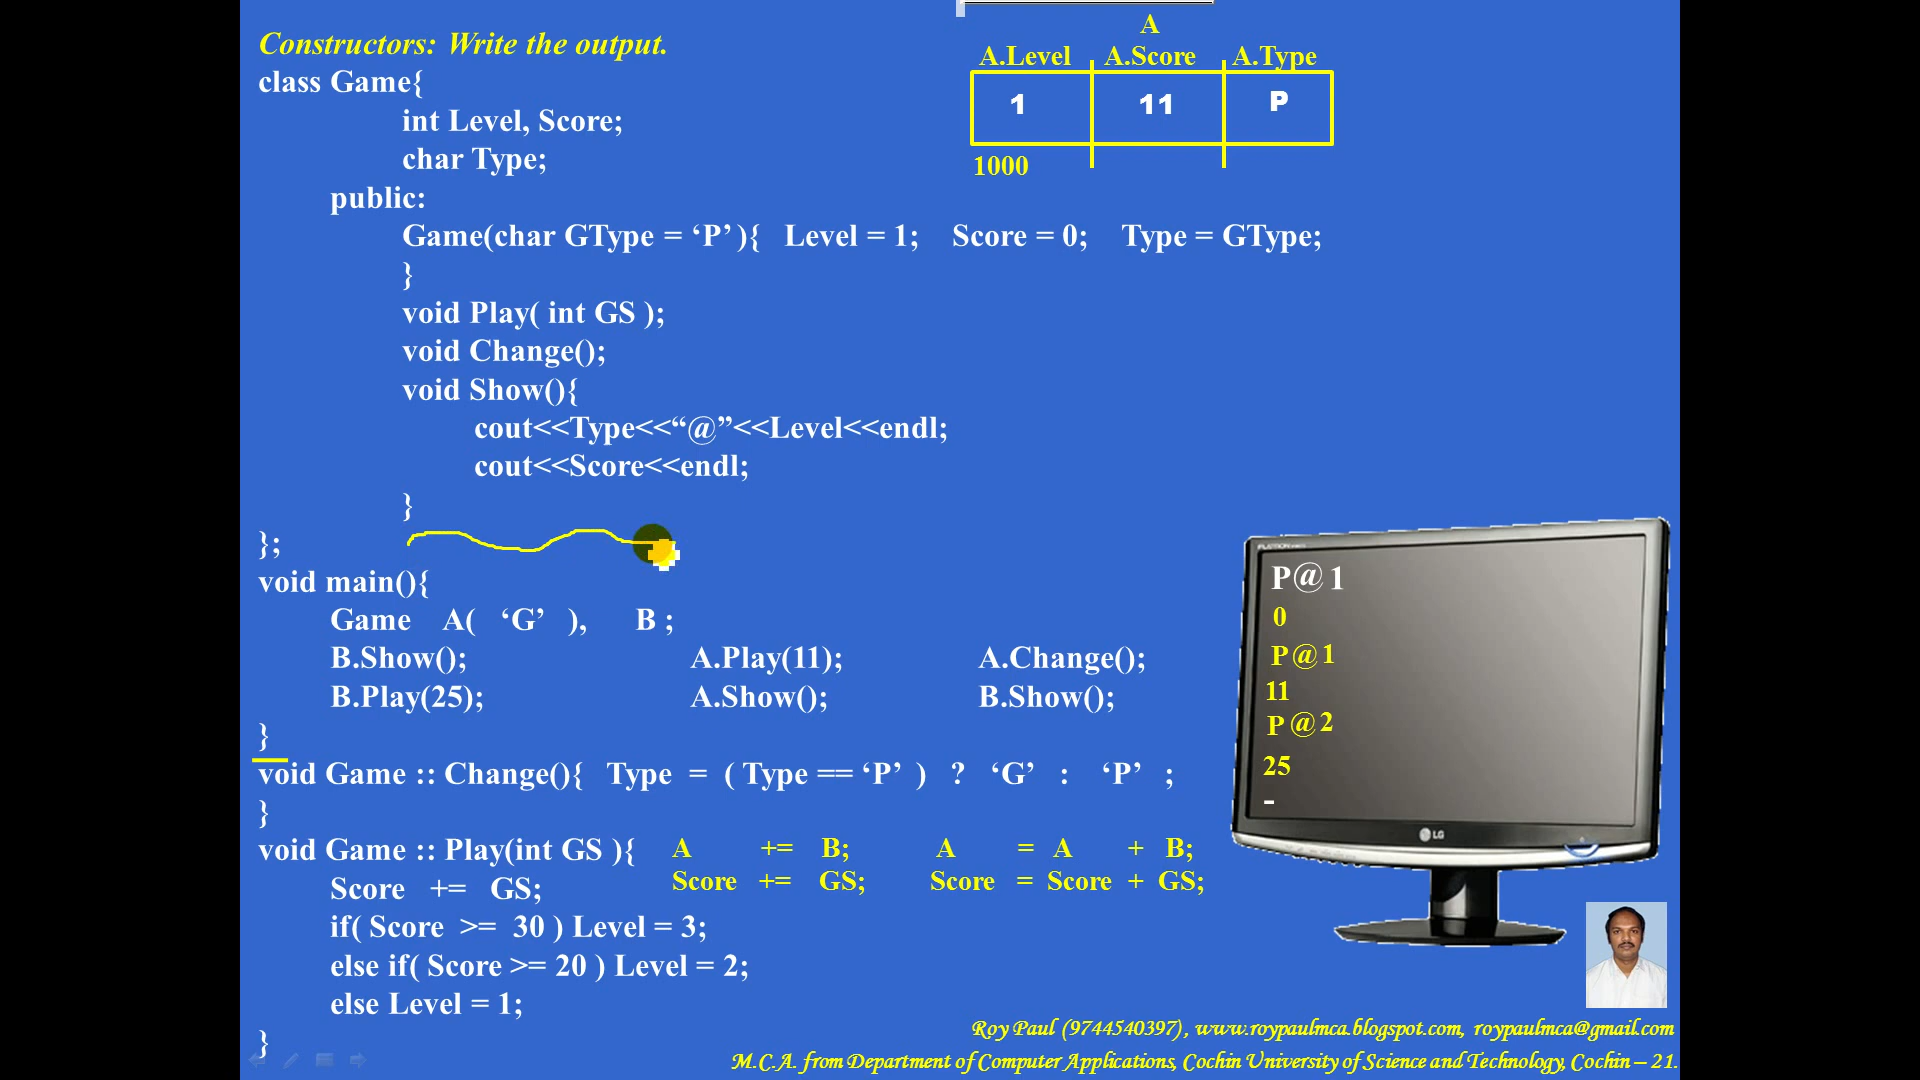 Constructors: Write the output.
class Game{
int Level, Score;
char Type;
public:
Game(char GType = ‘P’ ){ Level = 1; Score = 0; Type = GType;
}
void Play( int GS );
void Change();
void Show(){
cout<<Type<<“@”<<Level<<endl;
cout<<Score<<endl;
}
};
void main(){
Game A( ‘G’ ), B ;
B.Show(); A.Play(11); A.Change();
B.Play(25); A.Show(); B.Show();
}
void Game :: Change(){ Type = ( Type == ‘P’ ) ? ‘G’ : ‘P’ ;
}
void Game :: Play(int GS ){
Score += GS;
if( Score >= 30 ) Level = 3;
else if( Score >= 20 ) Level = 2;
else Level = 1;
}
A += B; A = A + B;
Score += GS; Score = Score + GS;
A
A.Level A.Score A.Type
1 11 P
1000
P@1
0
P@1
11
P@2
25
-
LG
Roy Paul (9744540397), www.roypaulmca.blogspot.com, roypaulmca@gmail.com
M.C.A. from Department of Computer Applications, Cochin University of Science and Technology, Cochin – 21.